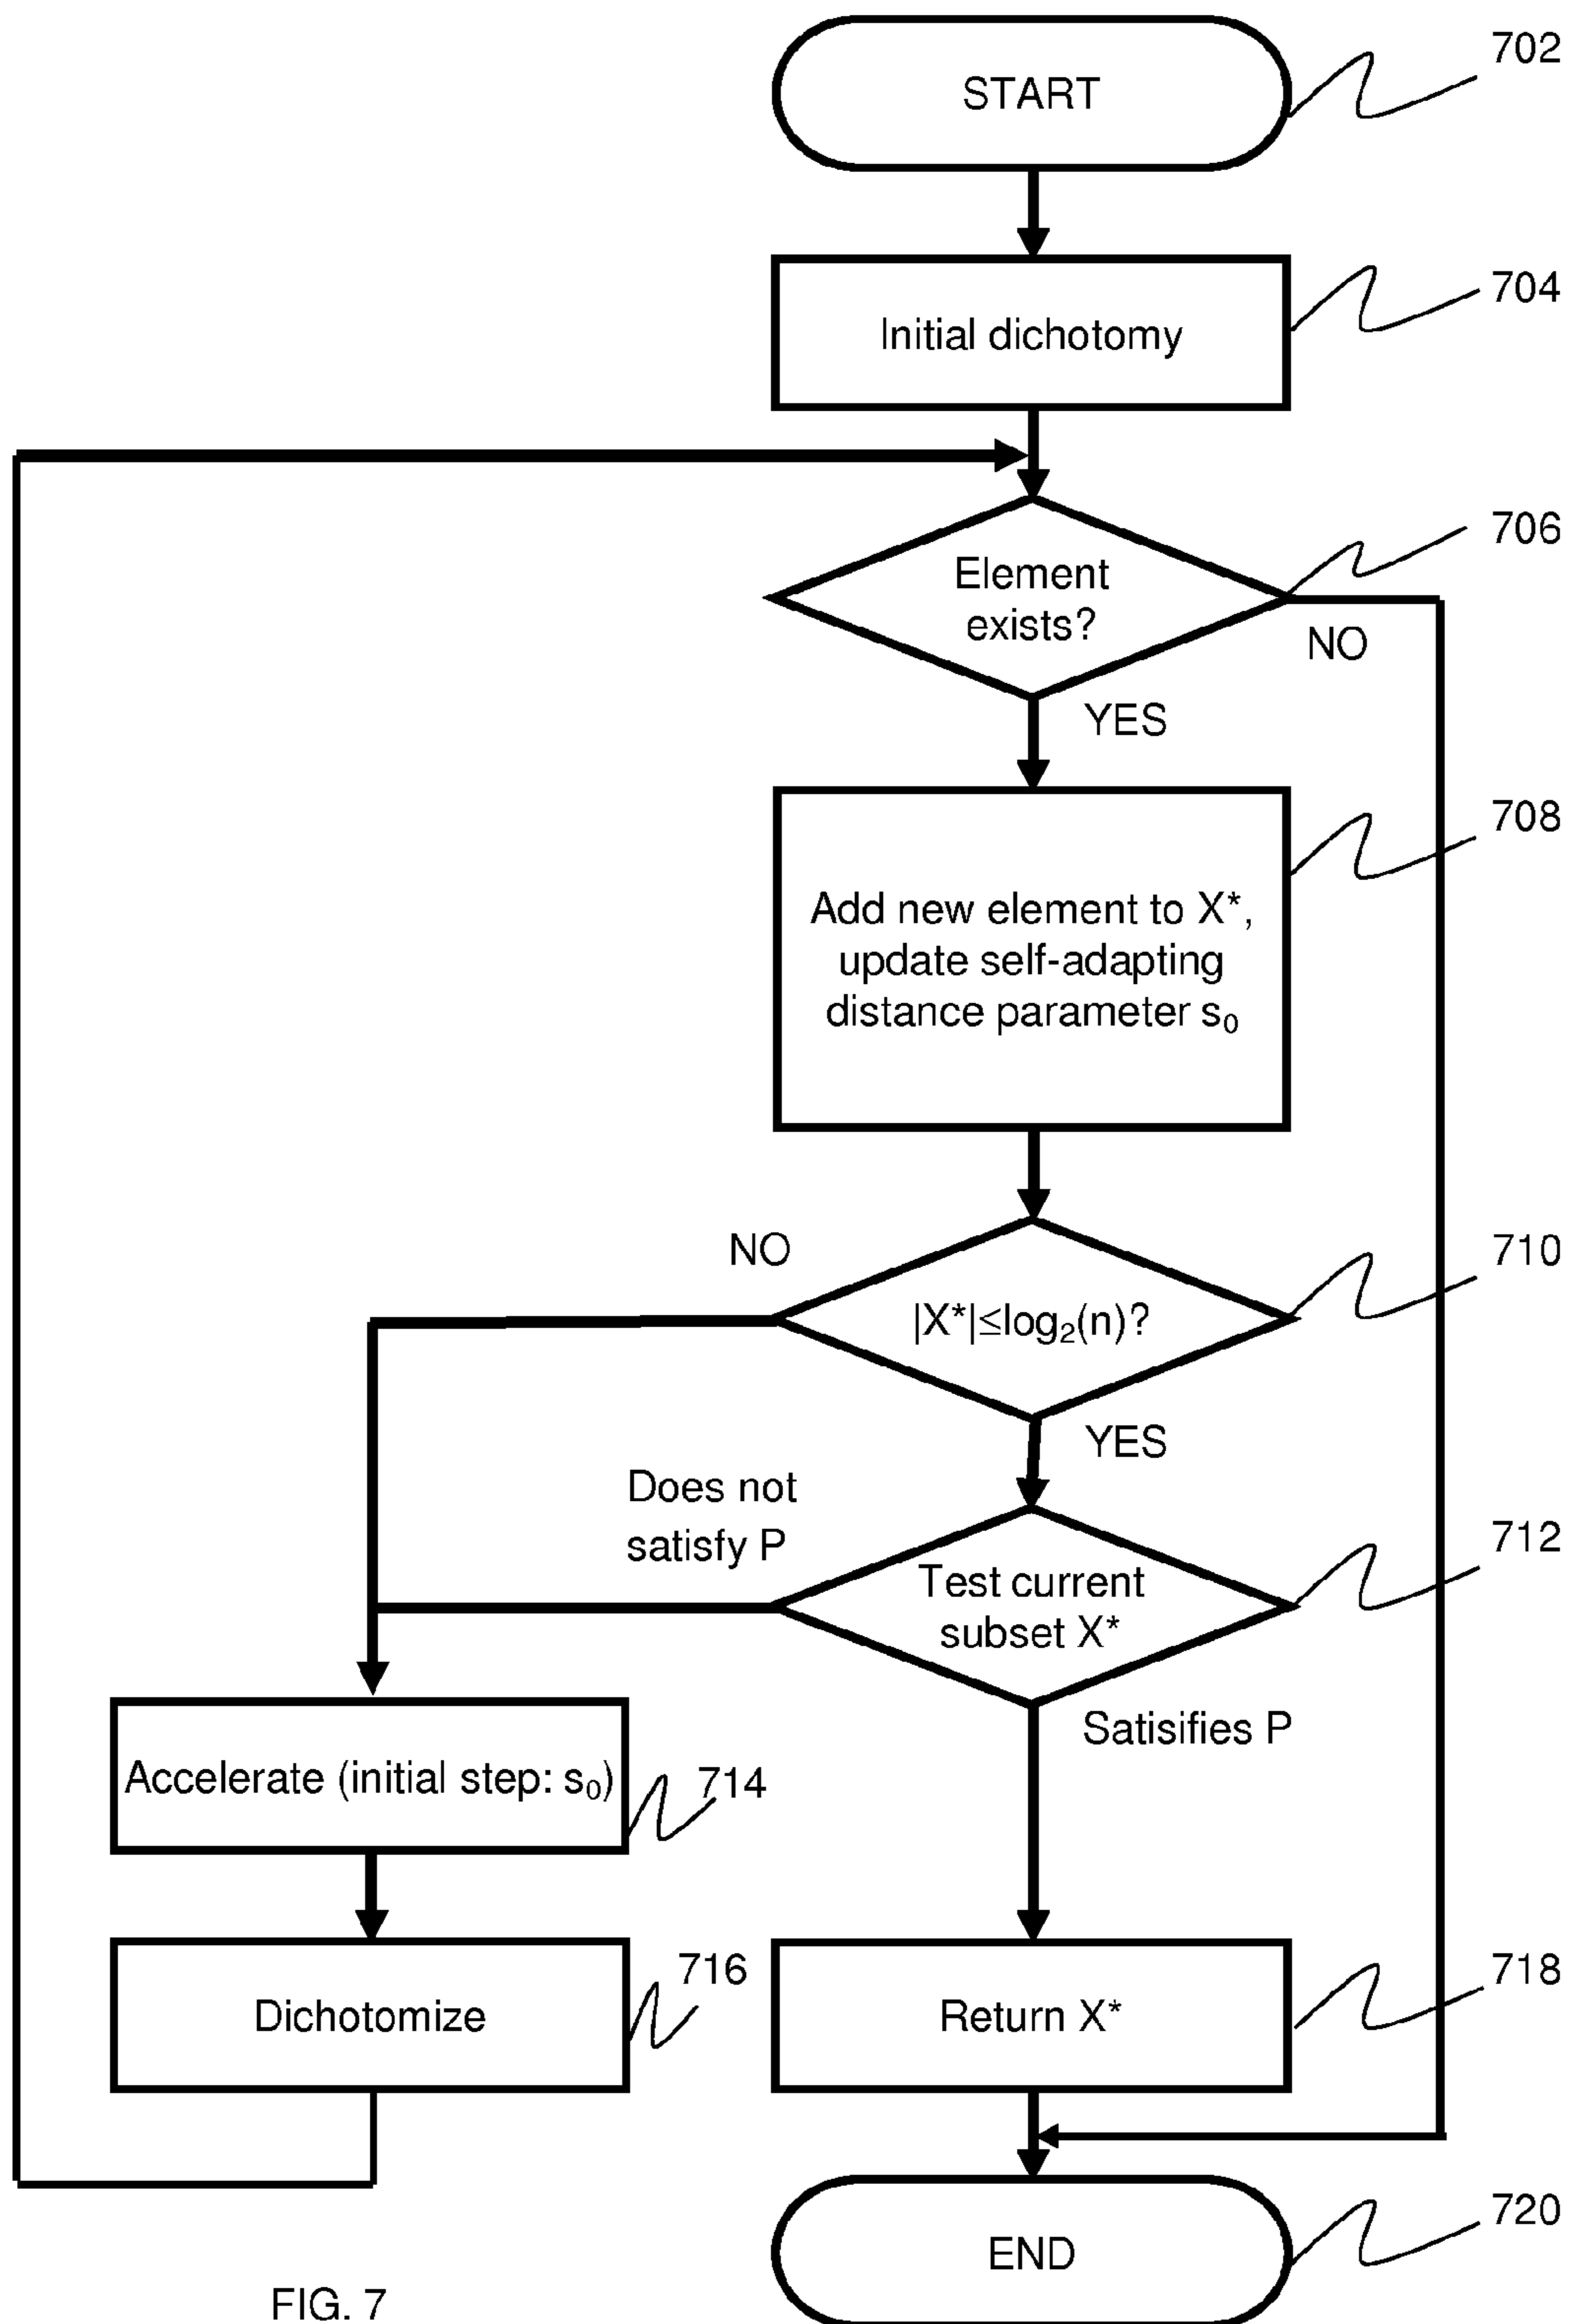 702
START
704
Initial dichotomy
706
Element
exists?
NO
YES
708
Add new element to X*,
update self-adapting
distance parameter s₀
NO
710
|X*|≤log₂(n)?
YES
Does not
satisfy P
712
Test current
subset X*
Satisifies P
Accelerate (initial step: s₀)
714
716
718
Dichotomize
Return X*
720
END
FIG. 7